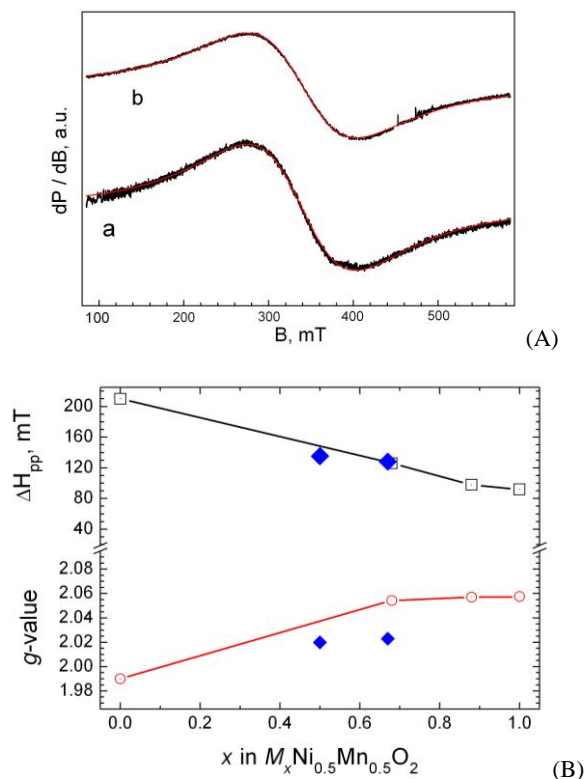 b
a
dP / dB, a.u.
100 200 300 400 500
B, mT
(A)
200
160
120
80
40
ΔHpp, mT
2.08
2.06
2.04
2.02
2.00
1.98
g-value
0.0 0.2 0.4 0.6 0.8 1.0
x in MxNi0.5Mn0.5O2
(B)